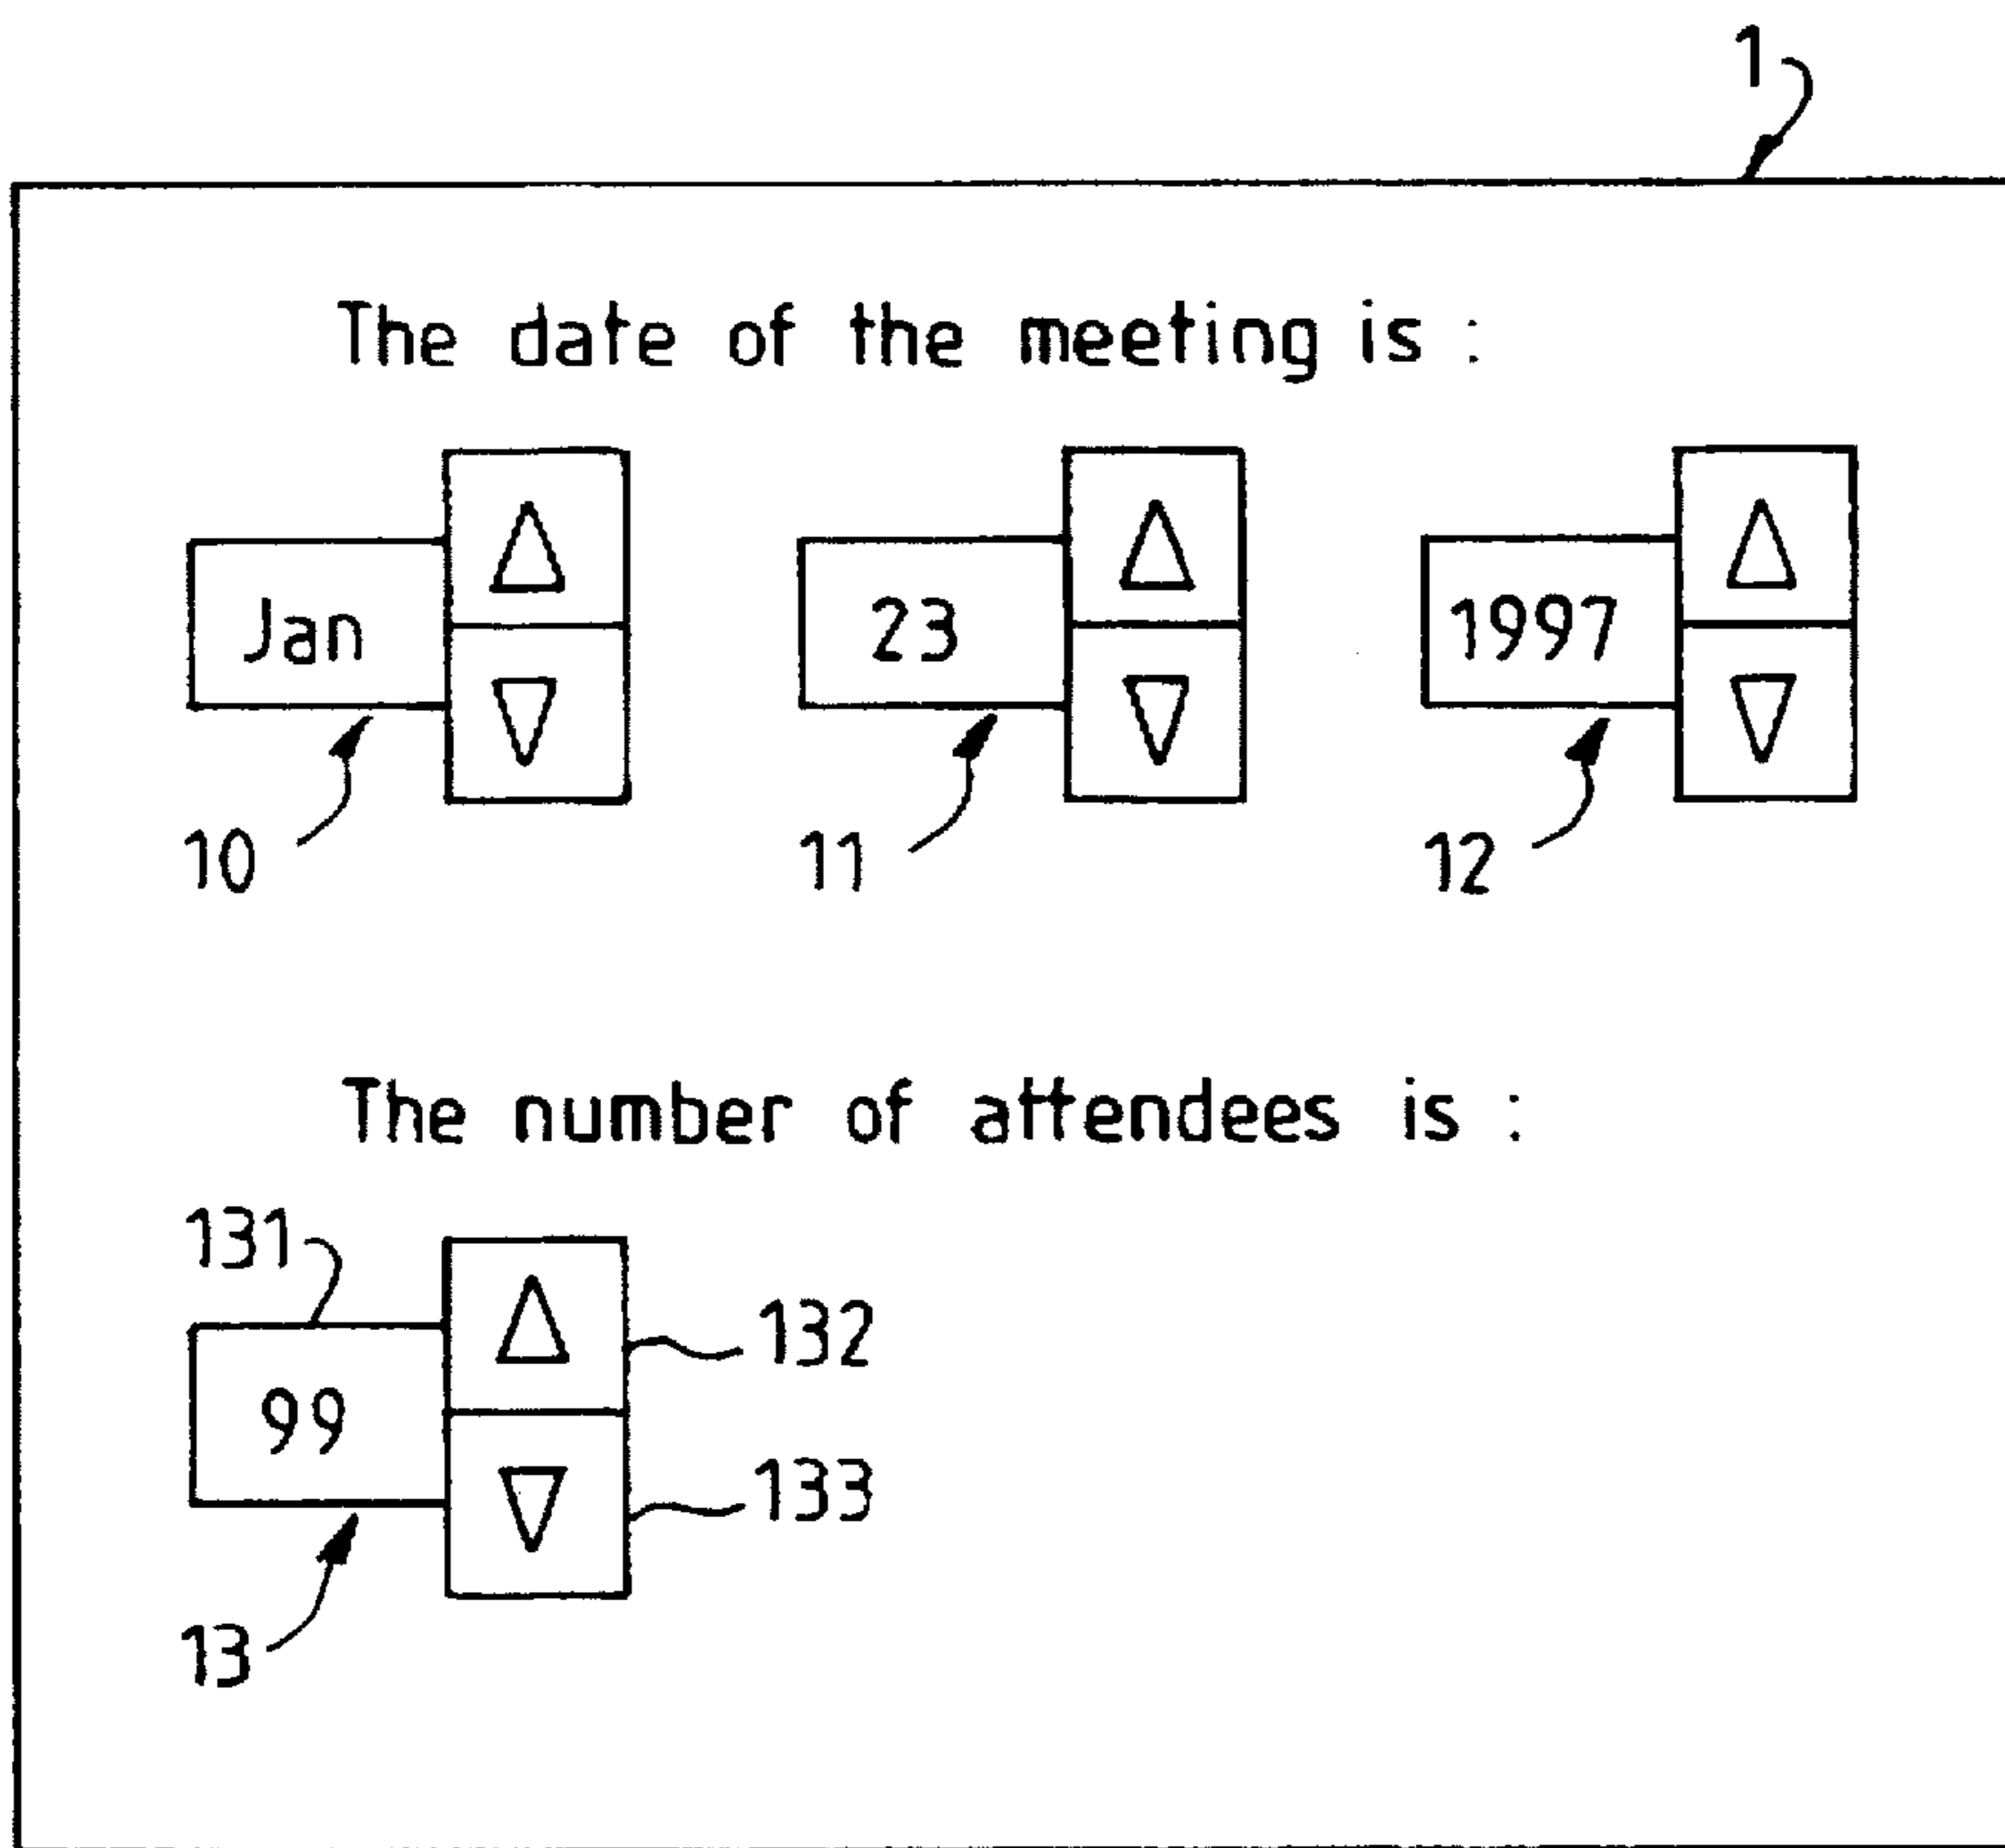 1
The date of the meeting is :
Jan 23 1997
10 11 12
The number of attendees is :
131
132
99
133
13